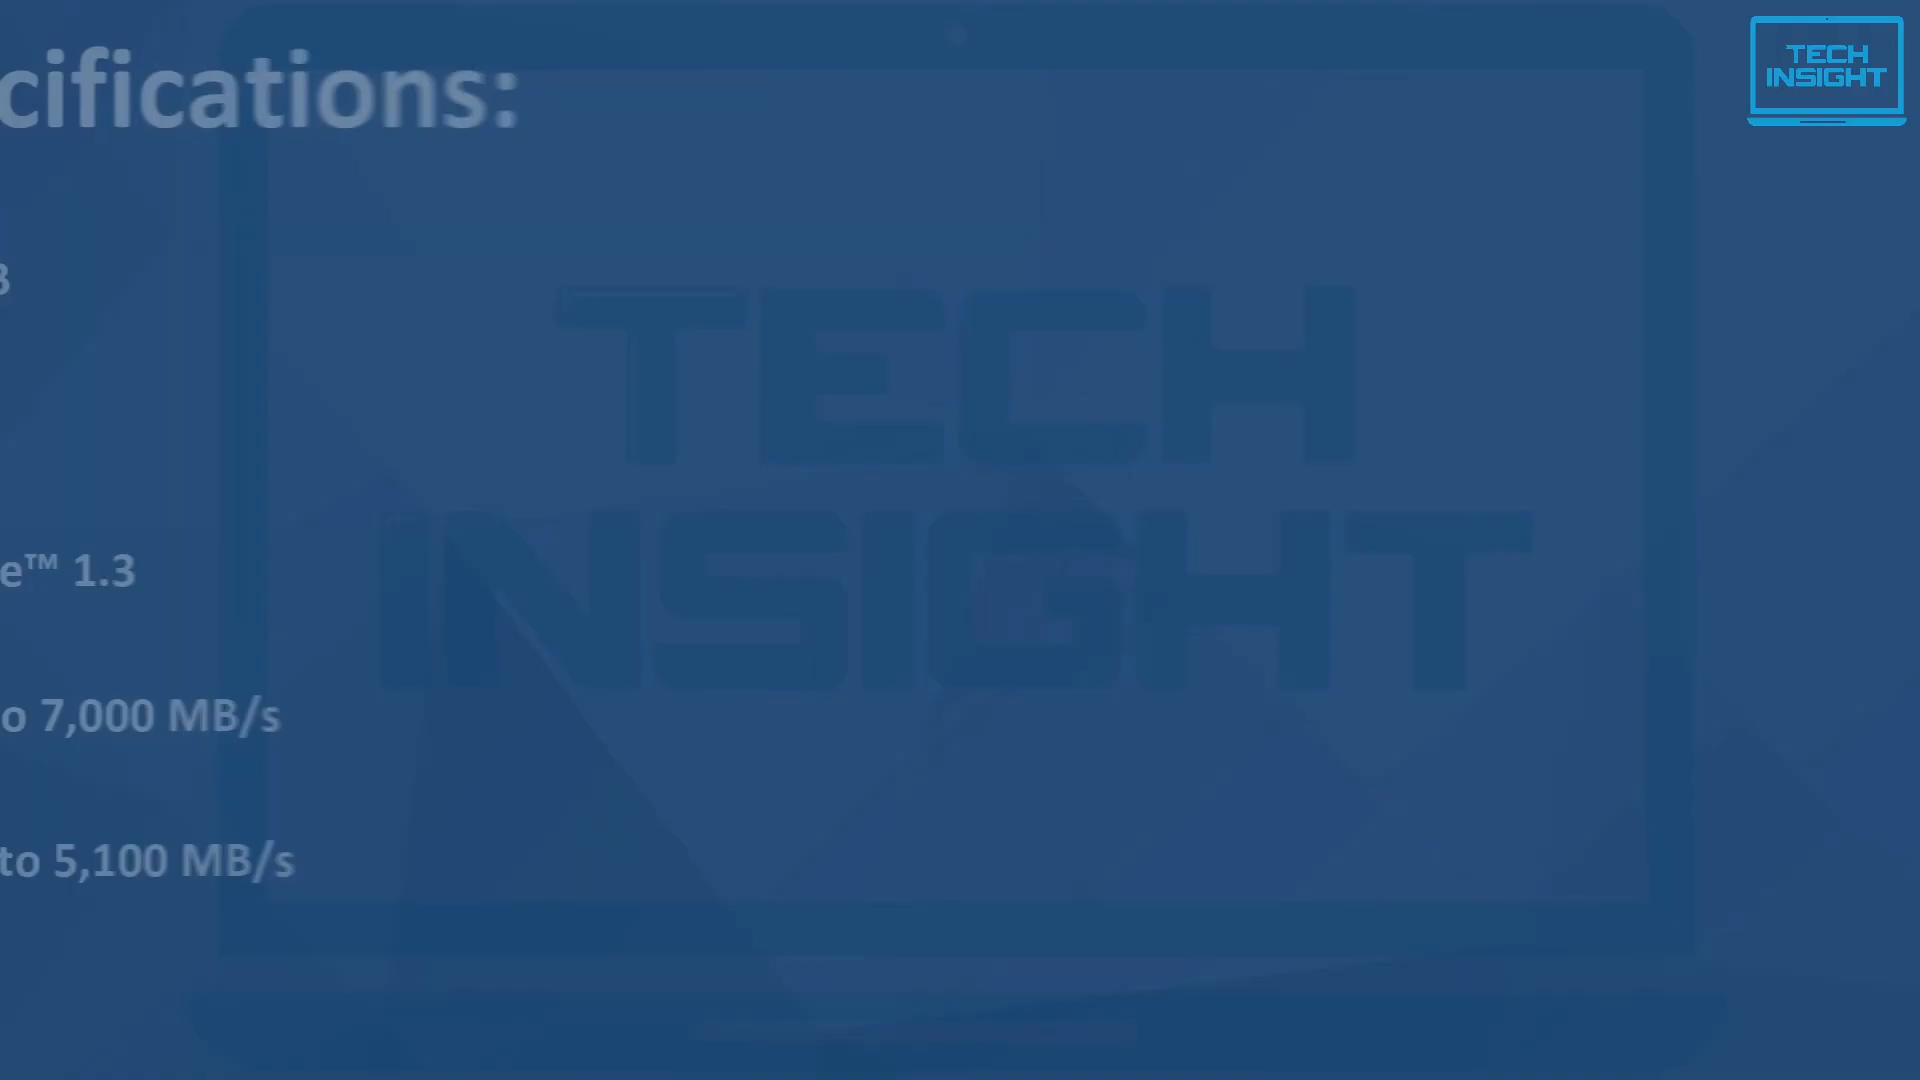 cifications:
TECH
INSIGHT
B
TECH
INSIGHT
e™ 1.3
o 7,000 MB/s
to 5,100 MB/s